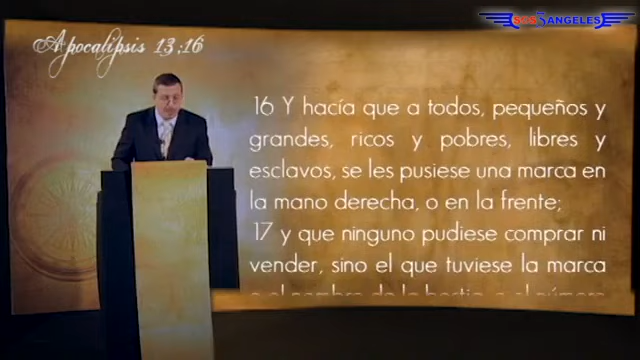 SOS 3 ANGELES
Apocalipsis 13:16
16 Y hacía que a todos, pequeños y
grandes, ricos y pobres, libres y
esclavos, se les pusiese una marca en
la mano derecha, o en la frente;
17 y que ninguno pudiese comprar ni
vender, sino el que tuviese la marca